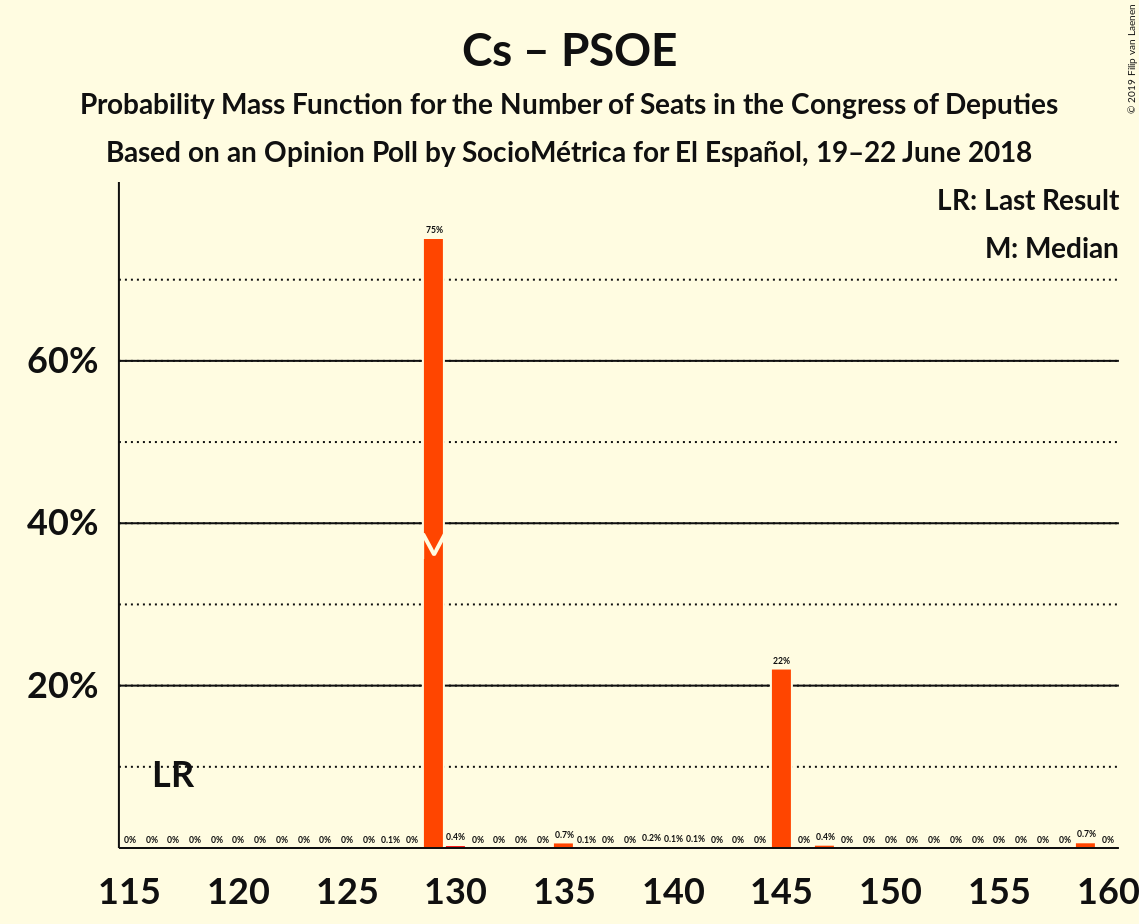 Cs – PSOE
Probability Mass Function for the Number of Seats in the Congress of Deputies
Based on an Opinion Poll by SocioMétrica for El Español, 19–22 June 2018
© 2019 Filip van Laenen
LR: Last Result
M: Median
75%
60%
40%
22%
20%
LR
0% 0% 0% 0% 0% 0% 0% 0% 0% 0% 0% 0% 0.1% 0% 0.4% 0% 0% 0% 0% 0.7% 0.1% 0% 0% 0.2% 0.1% 0.1% 0% 0% 0% 0% 0.4% 0% 0% 0% 0% 0% 0% 0% 0% 0% 0% 0% 0.7% 0%
115 120 125 130 135 140 145 150 155 160